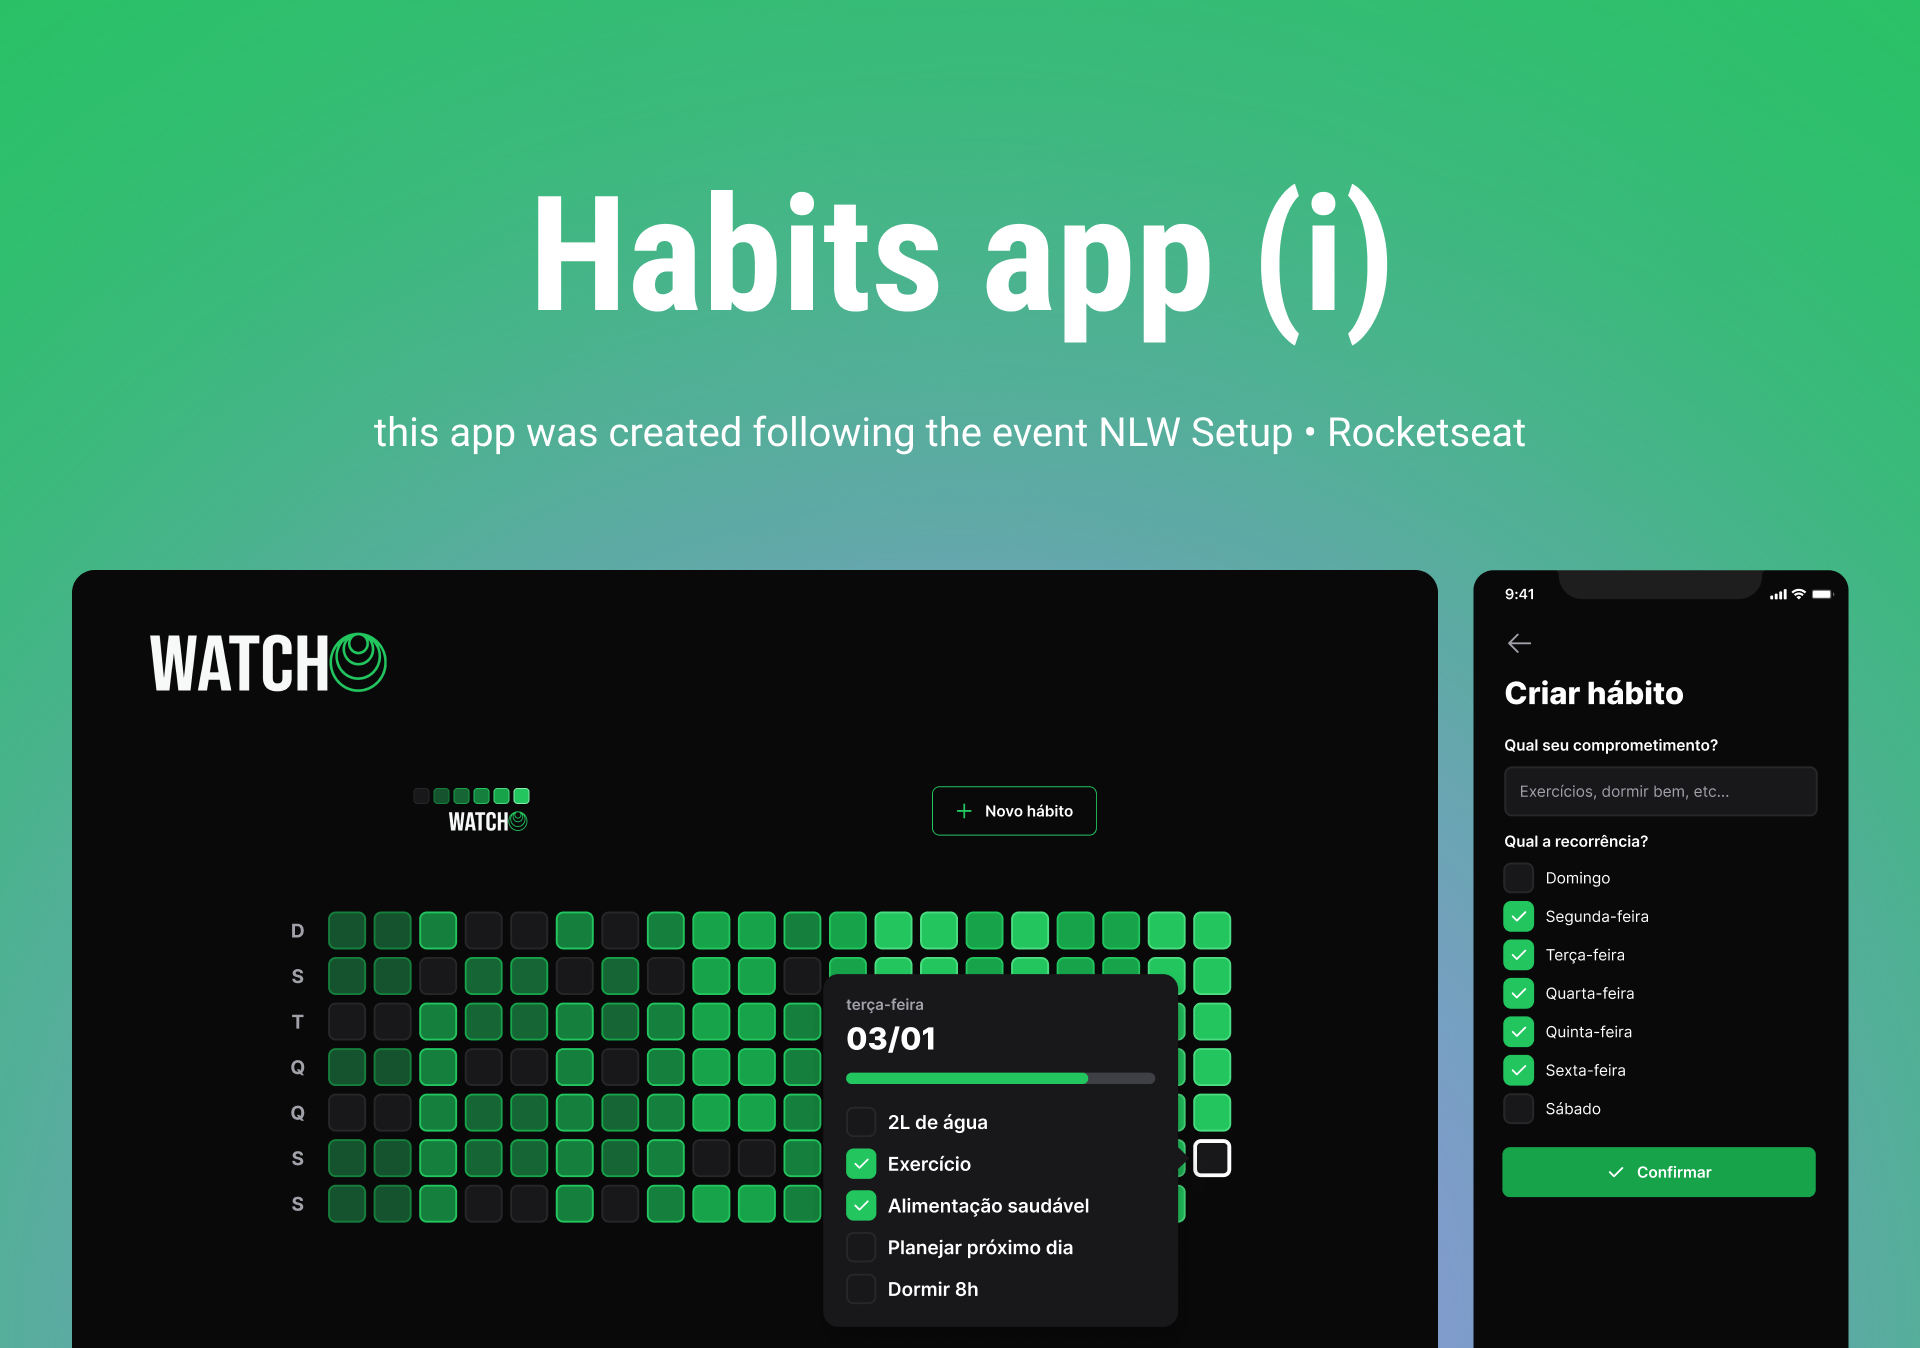 Habits app (i)
this app was created following the event NLW Setup • Rocketseat
WATCHO
WATCHO
Novo hábito
D
S
T
Q
Q
S
S
terça-feira
03/01
2L de água
Exercício
Alimentação saudável
Planejar próximo dia
Dormir 8h
9:41
Criar hábito
Qual seu comprometimento?
Exercícios, dormir bem, etc...
Qual a recorrência?
Domingo
Segunda-feira
Terça-feira
Quarta-feira
Quinta-feira
Sexta-feira
Sábado
Confirmar